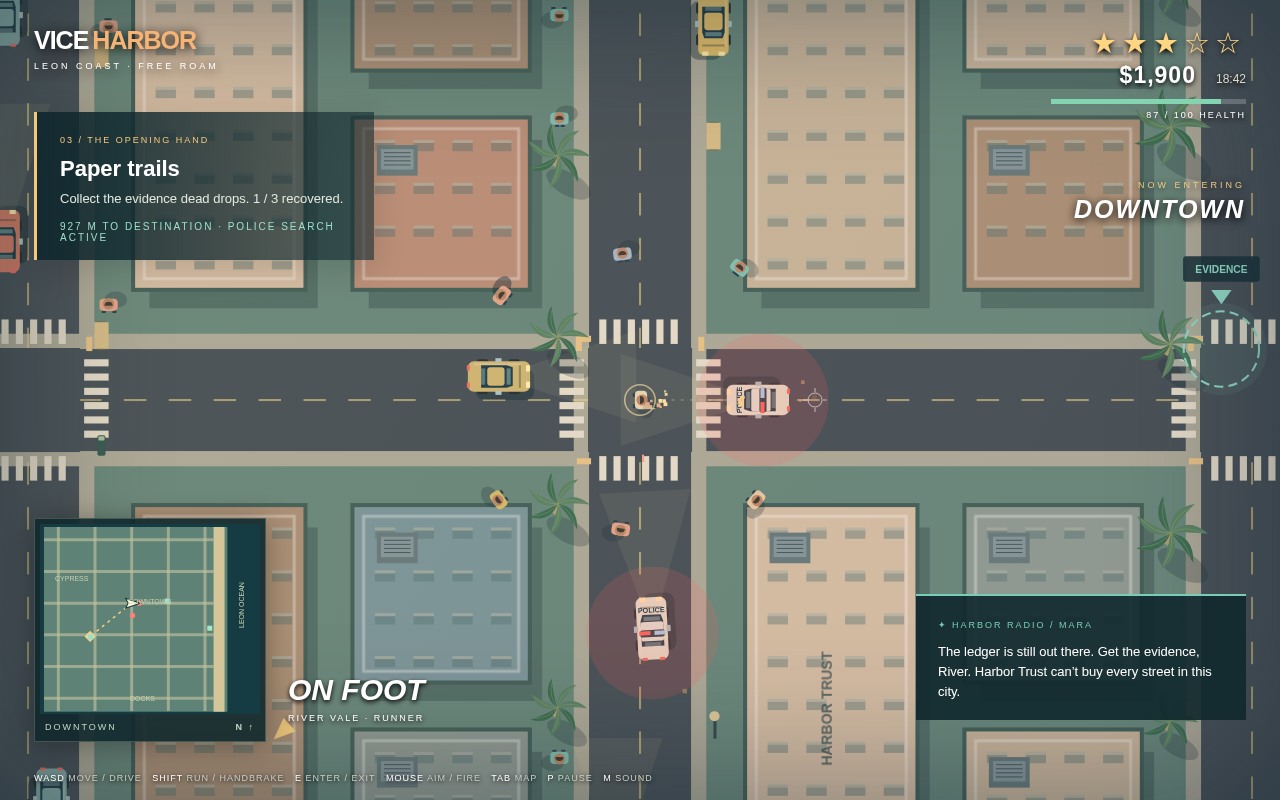 VICE HARBOR
LEON COAST · FREE ROAM
★★★☆☆
$1,900 18:42
87 / 100 HEALTH
03 / THE OPENING HAND
Paper trails
Collect the evidence dead drops. 1 / 3 recovered.
927 M TO DESTINATION · POLICE SEARCH
ACTIVE
NOW ENTERING
DOWNTOWN
EVIDENCE
POLICE
POLICE
CYPRESS
DOWNTOWN
LEON OCEAN
DOCKS
DOWNTOWN N ↑
ON FOOT
RIVER VALE · RUNNER
HARBOR TRUST
✦ HARBOR RADIO / MARA
The ledger is still out there. Get the evidence,
River. Harbor Trust can’t buy every street in this
city.
WASD MOVE / DRIVE SHIFT RUN / HANDBRAKE E ENTER / EXIT MOUSE AIM / FIRE TAB MAP P PAUSE M SOUND